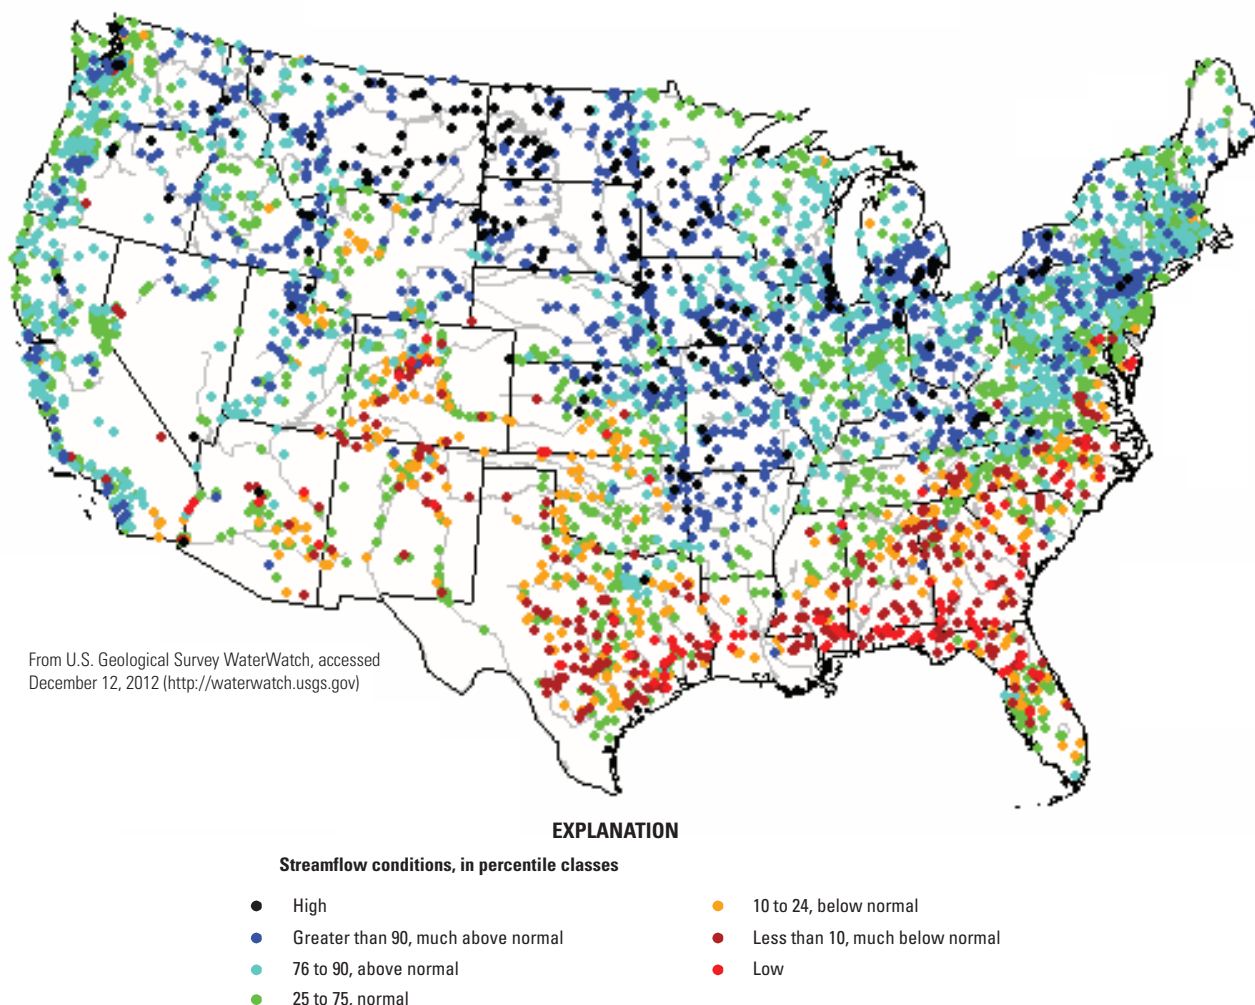 From U.S. Geological Survey WaterWatch, accessed
December 12, 2012 (http://waterwatch.usgs.gov)
EXPLANATION
Streamflow conditions, in percentile classes
High
Greater than 90, much above normal
76 to 90, above normal
25 to 75, normal
10 to 24, below normal
Less than 10, much below normal
Low